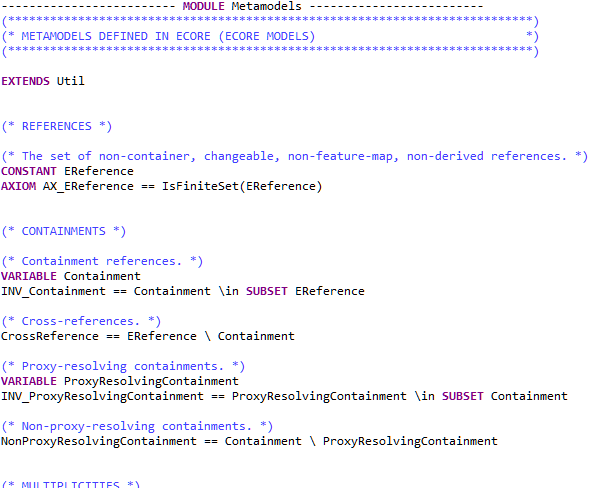 ------------------------- MODULE Metamodels -------------------------
(***************************************************************************)
(* METAMODELS DEFINED IN ECORE (ECORE MODELS)                              *)
(***************************************************************************)
EXTENDS Util
(* REFERENCES *)
(* The set of non-container, changeable, non-feature-map, non-derived references. *)
CONSTANT EReference
AXIOM AX_EReference == IsFiniteSet(EReference)
(* CONTAINMENTS *)
(* Containment references. *)
VARIABLE Containment
INV_Containment == Containment \in SUBSET EReference
(* Cross-references. *)
CrossReference == EReference \ Containment
(* Proxy-resolving containments. *)
VARIABLE ProxyResolvingContainment
INV_ProxyResolvingContainment == ProxyResolvingContainment \in SUBSET Containment
(* Non-proxy-resolving containments. *)
NonProxyResolvingContainment == Containment \ ProxyResolvingContainment
(* MULTIPLICITIES *)